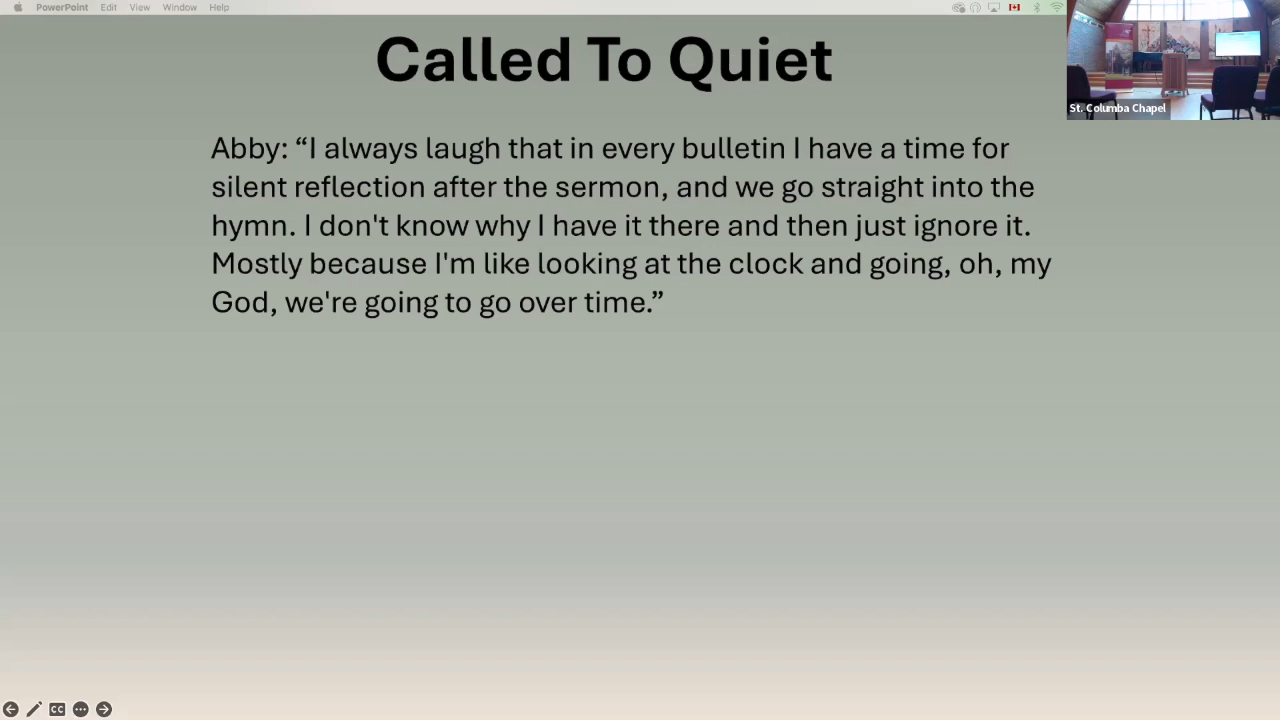 PowerPoint Edit View Window Help
Called To Quiet
Abby: “I always laugh that in every bulletin I have a time for
silent reflection after the sermon, and we go straight into the
hymn. I don't know why I have it there and then just ignore it.
Mostly because I'm like looking at the clock and going, oh, my
God, we're going to go over time.”
St. Columba Chapel
CC